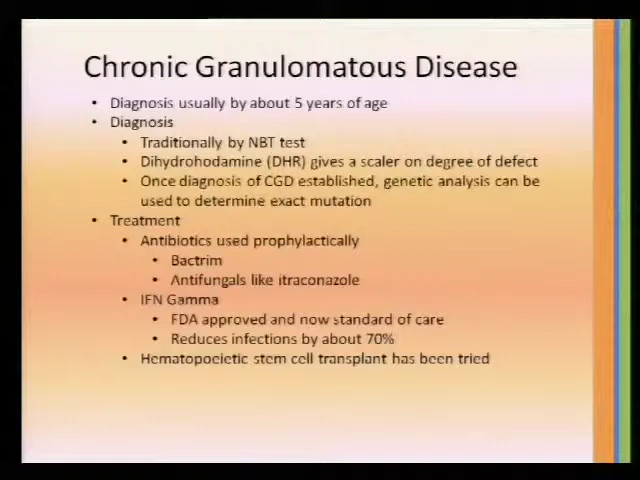 Chronic Granulomatous Disease
• Diagnosis usually by about 5 years of age
• Diagnosis
• Traditionally by NBT test
• Dihydrohodamine (DHR) gives a scaler on degree of defect
• Once diagnosis of CGD established, genetic analysis can be
used to determine exact mutation
• Treatment
• Antibiotics used prophylactically
• Bactrim
• Antifungals like itraconazole
• IFN Gamma
• FDA approved and now standard of care
• Reduces infections by about 70%
• Hematopoeietic stem cell transplant has been tried